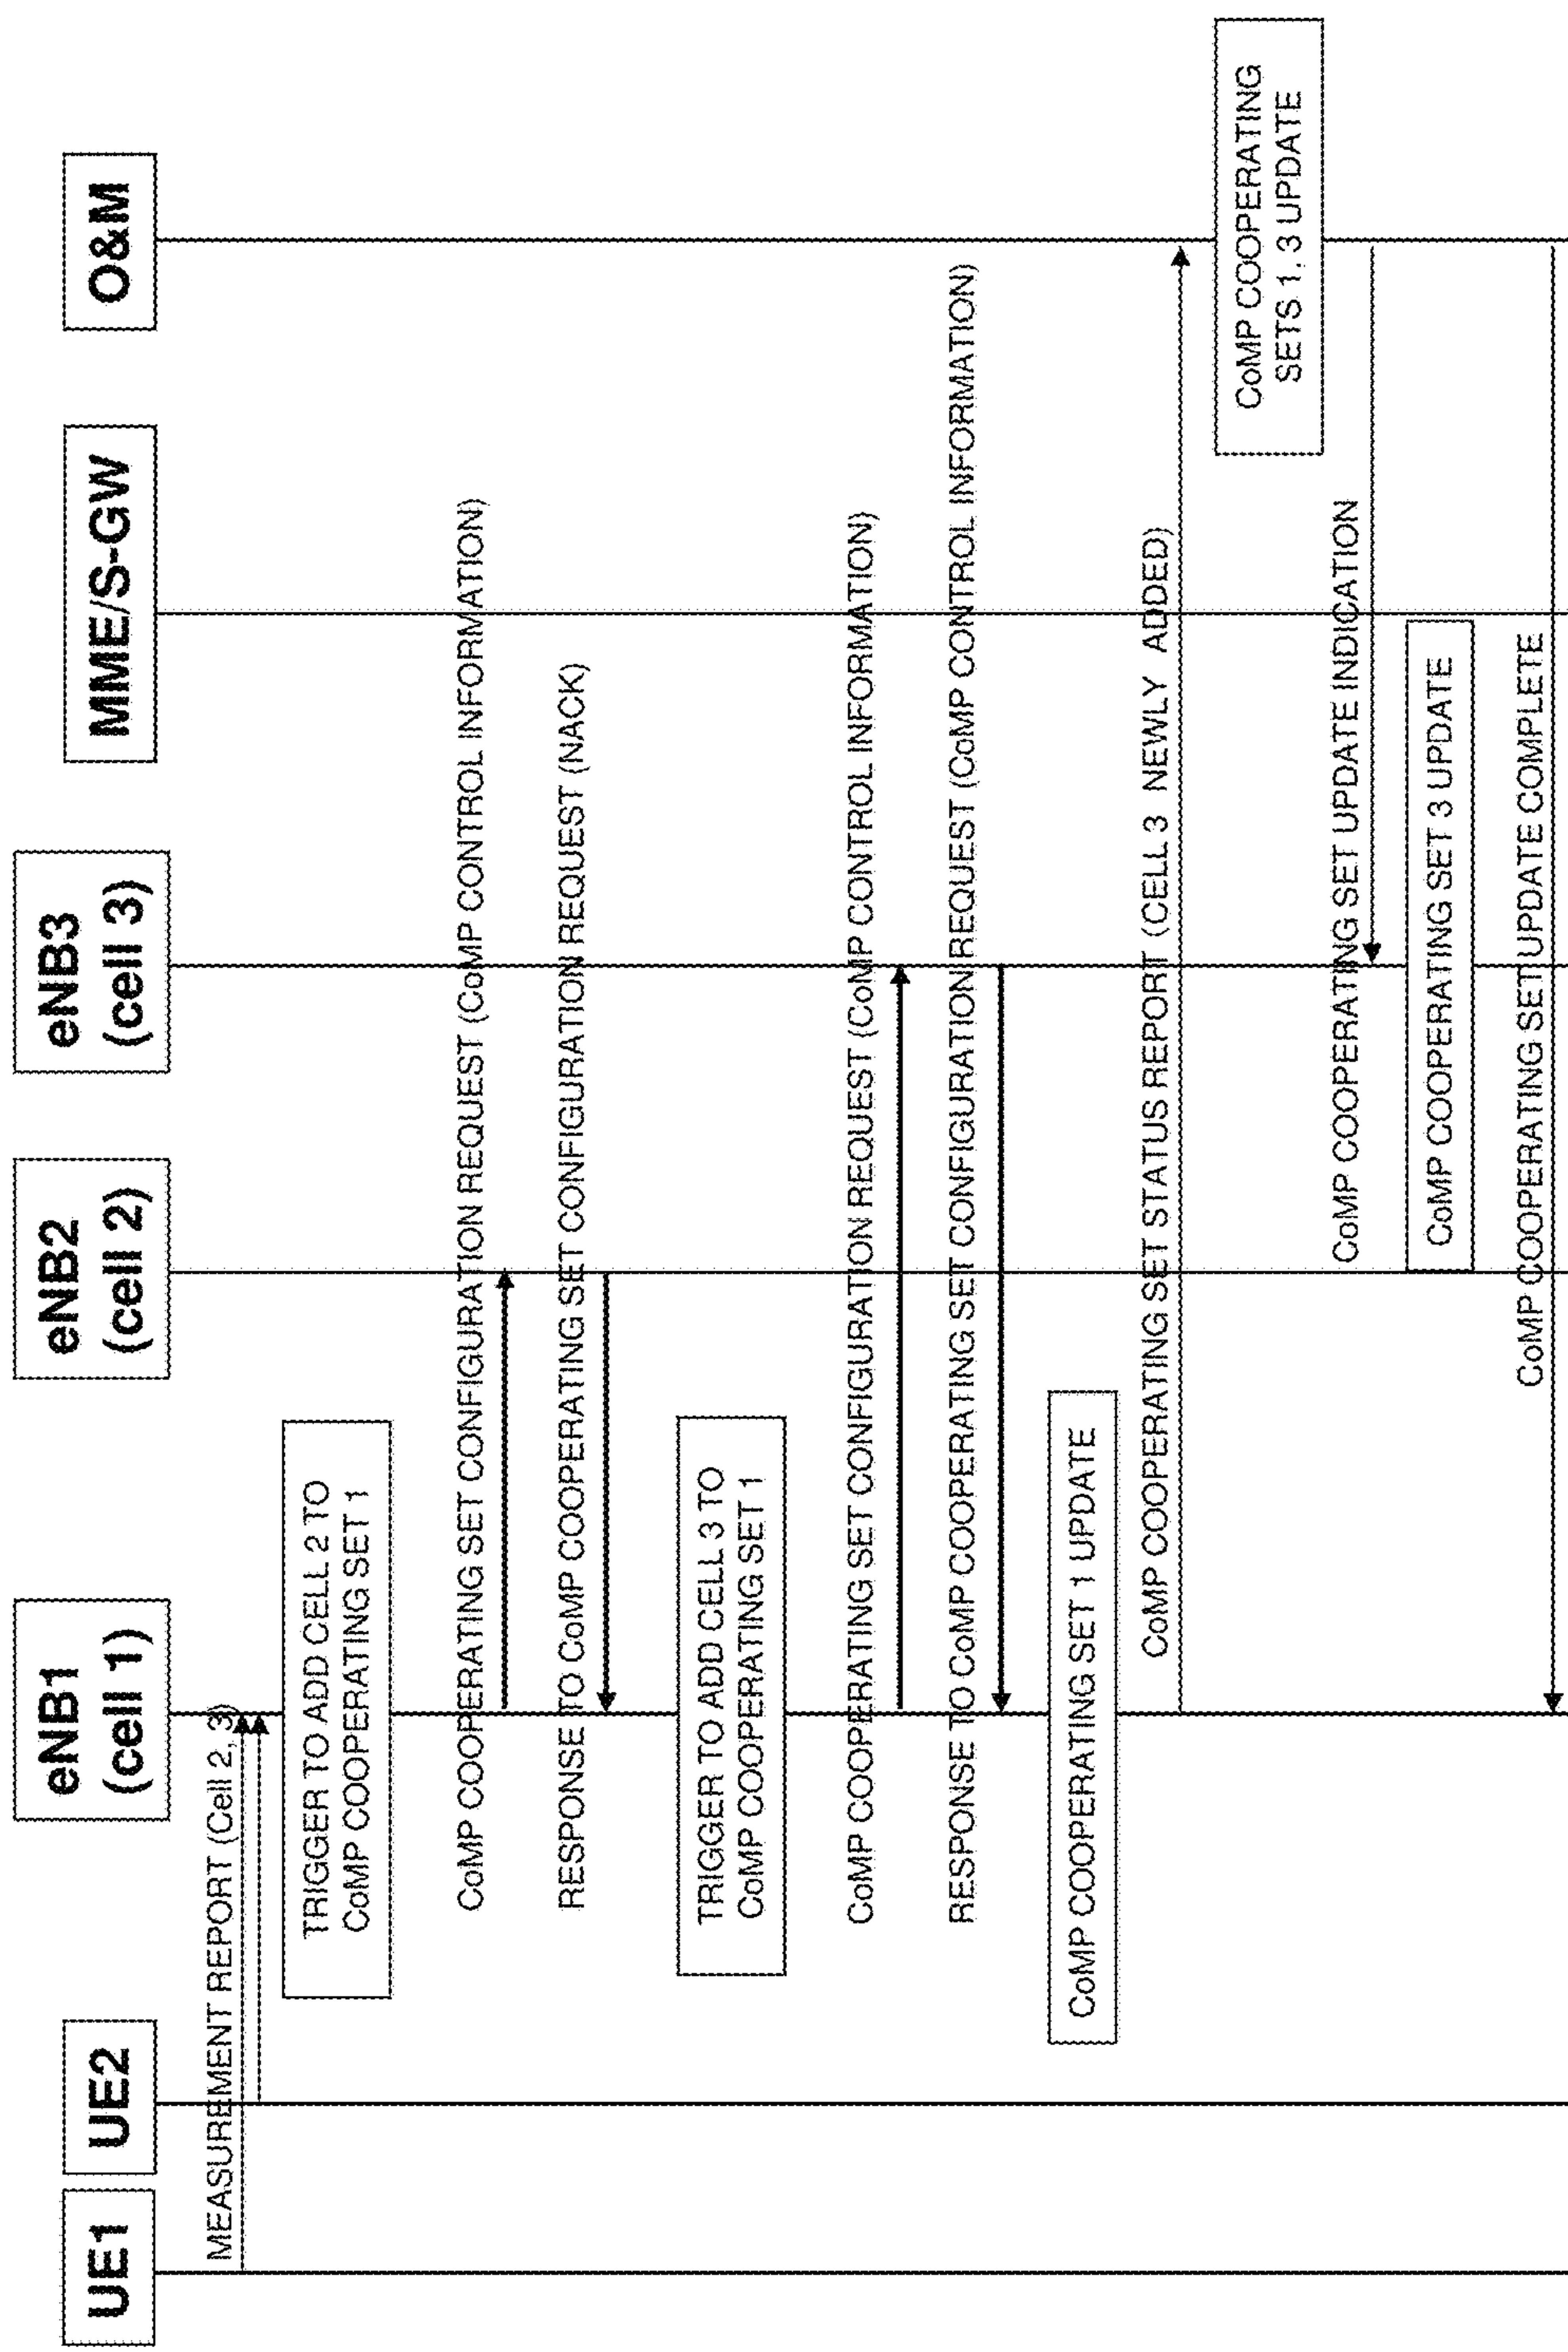 UE1
UE2
eNB1
(cell 1)
eNB2
(cell 2)
eNB3
(cell 3)
MME/S-GW
O&M
MEASUREMENT REPORT (Cell 2, 3)
TRIGGER TO ADD CELL 2 TO
CoMP COOPERATING SET 1
CoMP COOPERATING SET CONFIGURATION REQUEST (CoMP CONTROL INFORMATION)
RESPONSE TO CoMP COOPERATING SET CONFIGURATION REQUEST (NACK)
TRIGGER TO ADD CELL 3 TO
CoMP COOPERATING SET 1
CoMP COOPERATING SET CONFIGURATION REQUEST (CoMP CONTROL INFORMATION)
RESPONSE TO CoMP COOPERATING SET CONFIGURATION REQUEST (CoMP CONTROL INFORMATION)
CoMP COOPERATING SET 1 UPDATE
CoMP COOPERATING SET STATUS REPORT (CELL 3 NEWLY ADDED)
CoMP COOPERATING
SETS 1, 3 UPDATE
CoMP COOPERATING SET UPDATE INDICATION
CoMP COOPERATING SET 3 UPDATE
CoMP COOPERATING SET UPDATE COMPLETE